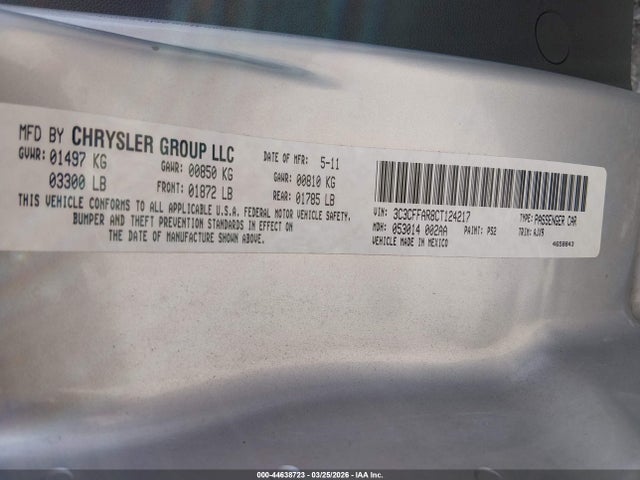 MFD BY CHRYSLER GROUP LLC DATE OF MFR: 5-11
GVWR: 01497 KG GAWR: 00850 KG GAWR: 00810 KG
03300 LB FRONT: 01872 LB REAR: 01785 LB
THIS VEHICLE CONFORMS TO ALL APPLICABLE U.S.A. FEDERAL MOTOR VEHICLE SAFETY,
BUMPER AND THEFT PREVENTION STANDARDS IN EFFECT ON
THE DATE OF MANUFACTURE SHOWN ABOVE.
VIN: 3C3CFFAR8CT124217 TYPE: PASSENGER CAR
MDH: 053014 002AA PAINT: PS2 TRIM: AJX9
VEHICLE MADE IN MEXICO 4658843
000-44638723 | 03/25/2026 | IAA Inc.